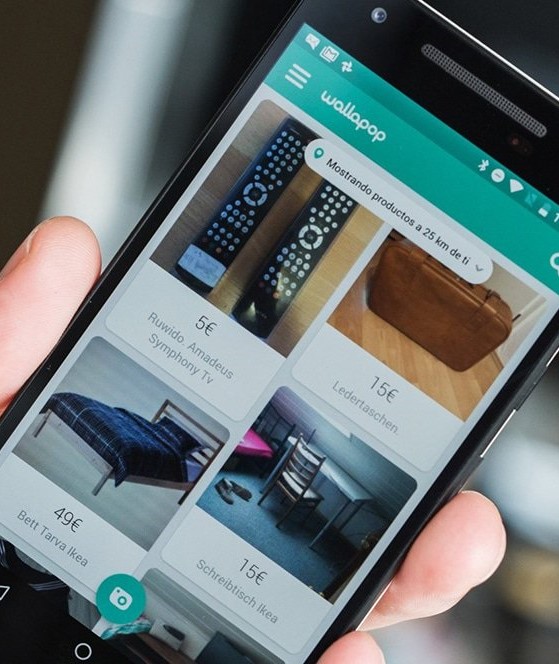 wallapop
Mostrando productos a 25 km de ti
5€
Ruwido. Amadeus
Symphony Tv
15€
Ledertaschen.
49€
Bett Tarva Ikea
15€
Schreibtisch Ikea